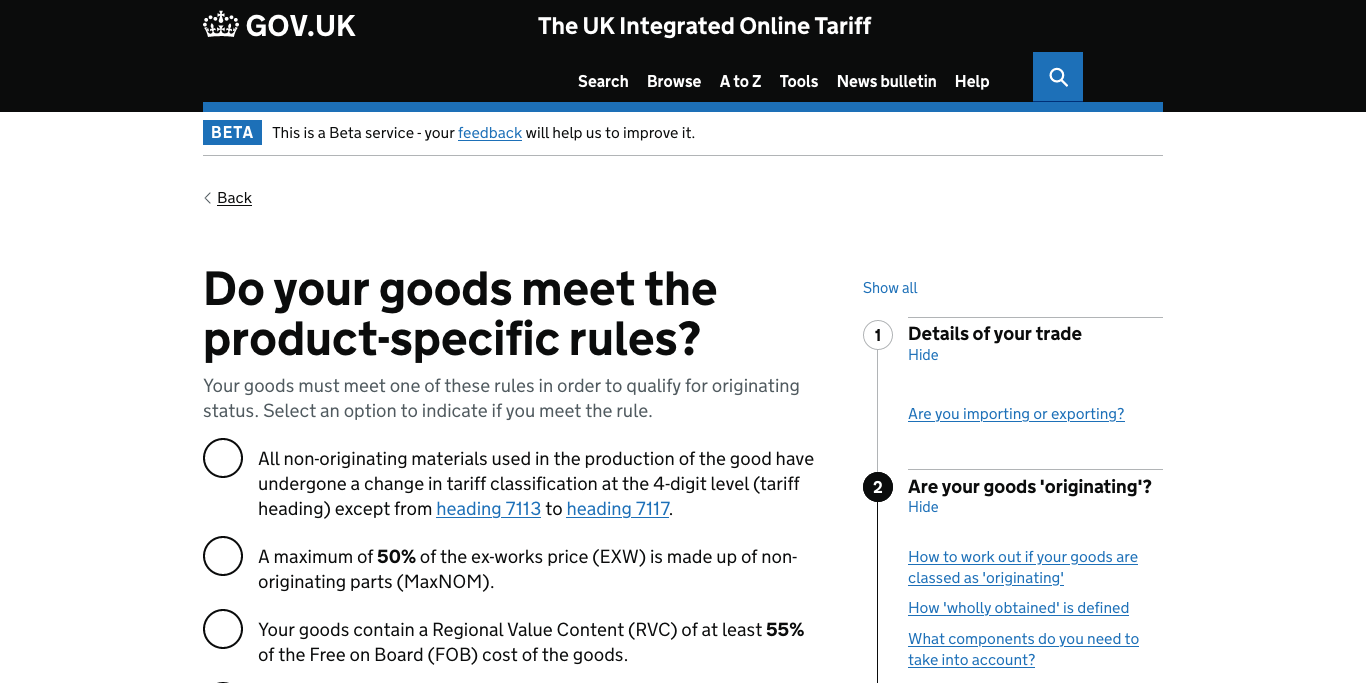 GOV.UK
The UK Integrated Online Tariff
Search Browse A to Z Tools News bulletin Help
BETA This is a Beta service - your feedback will help us to improve it.
Back
Do your goods meet the
product-specific rules?
Your goods must meet one of these rules in order to qualify for originating
status. Select an option to indicate if you meet the rule.
All non-originating materials used in the production of the good have
undergone a change in tariff classification at the 4-digit level (tariff
heading) except from heading 7113 to heading 7117.
A maximum of 50% of the ex-works price (EXW) is made up of non-
originating parts (MaxNOM).
Your goods contain a Regional Value Content (RVC) of at least 55%
of the Free on Board (FOB) cost of the goods.
Show all
1 Details of your trade
Hide
Are you importing or exporting?
2 Are your goods 'originating'?
Hide
How to work out if your goods are
classed as 'originating'
How 'wholly obtained' is defined
What components do you need to
take into account?